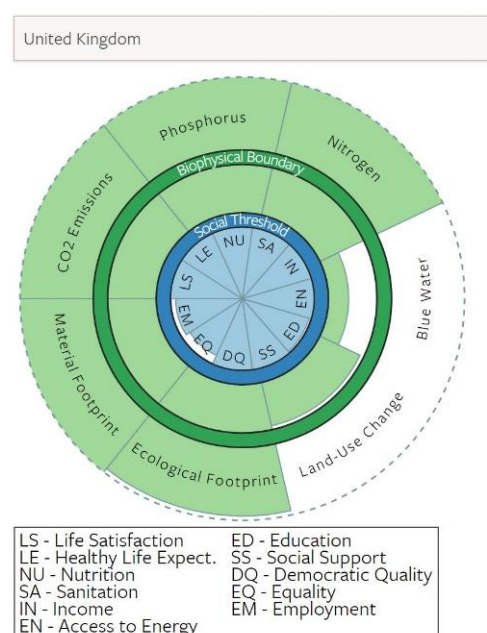 United Kingdom
Phosphorus
Nitrogen
Biophysical Boundary
CO2 Emissions
Social Threshold
LS
LE
NU
SA
IN
EN
ED
SS
DQ
EQ
EM
Blue Water
Material Footprint
Land-Use Change
Ecological Footprint
LS - Life Satisfaction
LE - Healthy Life Expect.
NU - Nutrition
SA - Sanitation
IN - Income
EN - Access to Energy
ED - Education
SS - Social Support
DQ - Democratic Quality
EQ - Equality
EM - Employment